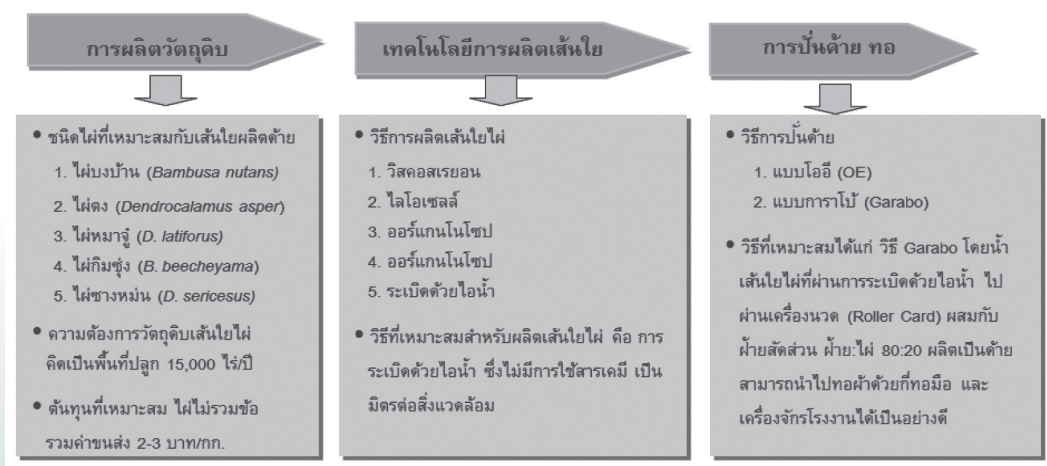 การผลิตวัตถุดิบ
• ชนิดไผ่ที่เหมาะสมกับเส้นใยผลิตด้าย
1. ไผ่บงบ้าน (Bambusa nutans)
2. ไผ่ตง (Dendrocalamus asper)
3. ไผ่หมาจู๋ (D. latiforus)
4. ไผ่กิมซุ่ง (B. beecheyama)
5. ไผ่ซางหม่น (D. sericesus)
• ความต้องการวัตถุดิบเส้นใยไผ่
คิดเป็นพื้นที่ปลูก 15,000 ไร่/ปี
• ต้นทุนที่เหมาะสม ไผ่ไม่รวมข้อ
รวมค่าขนส่ง 2-3 บาท/กก.
เทคโนโลยีการผลิตเส้นใย
• วิธีการผลิตเส้นใยไผ่
1. วิสคอสเรยอน
2. ไลโอเซลล์
3. ออร์แกนโนโซป
4. ออร์แกนโนโซป
5. ระเบิดด้วยไอน้ำ
• วิธีที่เหมาะสมสำหรับผลิตเส้นใยไผ่ คือ การ
ระเบิดด้วยไอน้ำ ซึ่งไม่มีการใช้สารเคมี เป็น
มิตรต่อสิ่งแวดล้อม
การปั่นด้าย ทอ
• วิธีการปั่นด้าย
1. แบบโออี (OE)
2. แบบการาโบ้ (Garabo)
• วิธีที่เหมาะสมได้แก่ วิธี Garabo โดยน้ำ
เส้นใยไผ่ที่ผ่านการระเบิดด้วยไอน้ำ ไป
ผ่านเครื่องนวด (Roller Card) ผสมกับ
ฝ้ายสัดส่วน ฝ้าย:ไผ่ 80:20 ผลิตเป็นด้าย
สามารถนำไปทอผ้าด้วยกี่ทอมือ และ
เครื่องจักรโรงงานได้เป็นอย่างดี